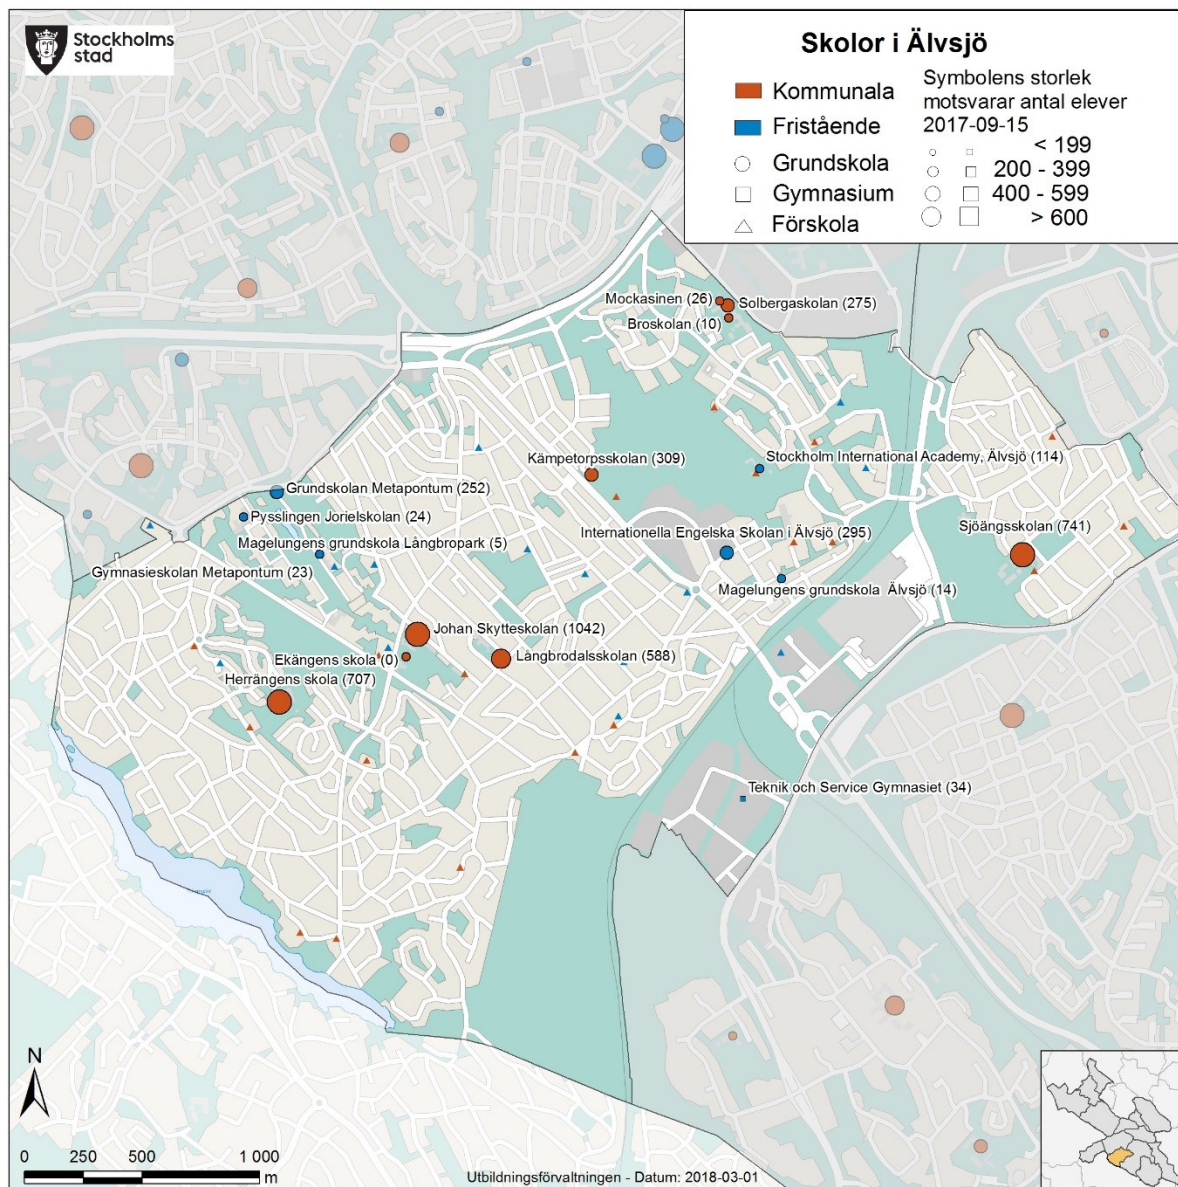 Stockholms
stad
Skolor i Älvsjö
Kommunala
Fristående
Grundskola
Gymnasium
Förskola
Symbolens storlek
motsvarar antal elever
2017-09-15
< 199
200 - 399
400 - 599
> 600
Mockasinen (26)
Solbergaskolan (275)
Broskolan (10)
Kämpetorpsskolan (309)
Stockholm International Academy, Älvsjö (114)
Grundskolan Metapontum (252)
Pysslingen Jorielskolan (24)
Magelungens grundskola Långbropark (5)
Gymnasieskolan Metapontum (23)
Internationella Engelska Skolan i Älvsjö (295)
Sjöängsskolan (741)
Magelungens grundskola Älvsjö (14)
Johan Skytteskolan (1042)
Ekängens skola (0)
Långbrodalsskolan (588)
Herrängens skola (707)
Teknik och Service Gymnasiet (34)
N
0 250 500 1 000
m
Utbildningsförvaltningen - Datum: 2018-03-01